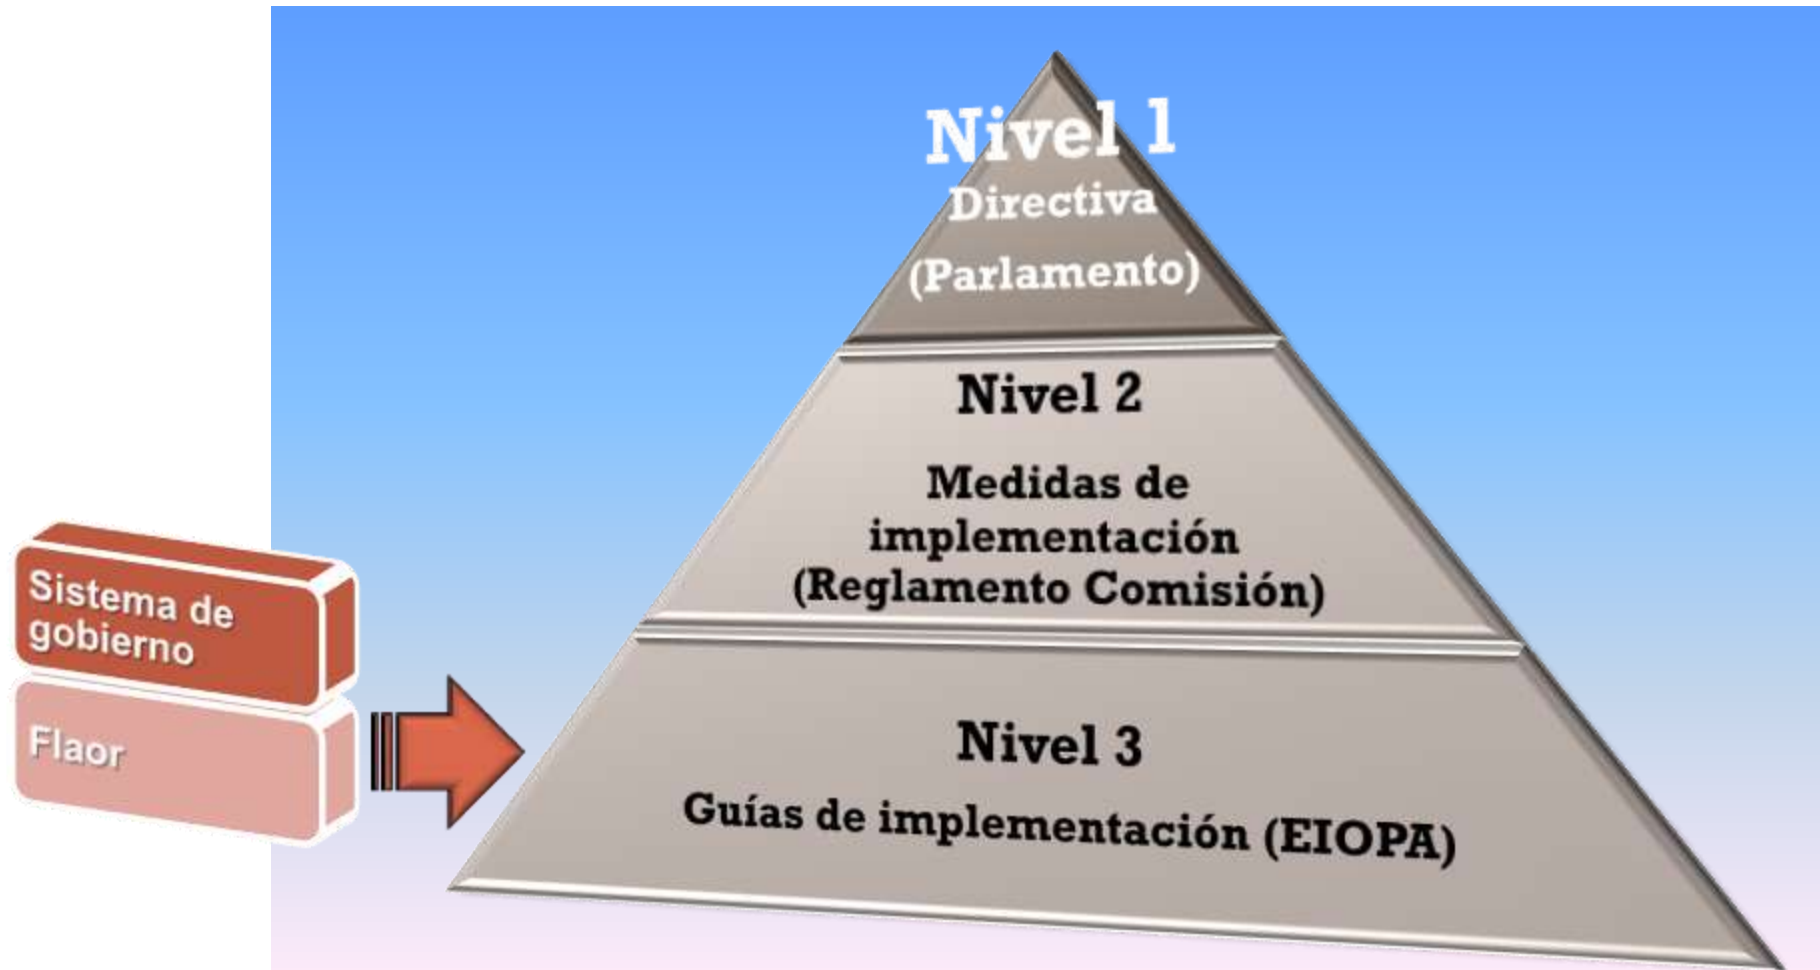 Nivel 1
Directiva
(Parlamento)
Nivel 2
Medidas de
implementación
(Reglamento Comisión)
Sistema de
gobierno
Flaor
Nivel 3
Guías de implementación (EIOPA)